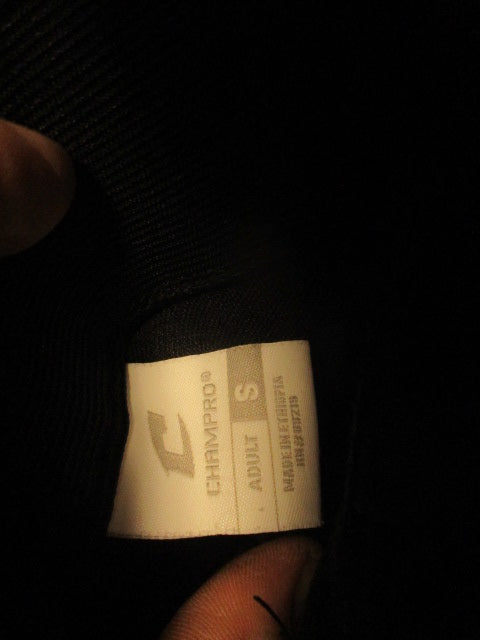 C
CHAMPRO®
ADULT S
MADE IN ETHIOPIA